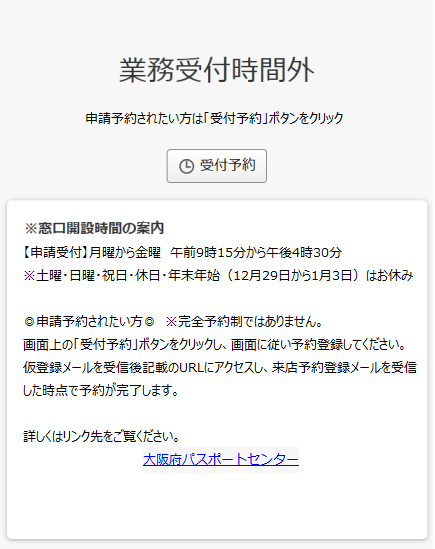 業務受付時間外
申請予約されたい方は「受付予約」ボタンをクリック
受付予約
※窓口開設時間の案内
【申請受付】月曜から金曜　午前9時15分から午後4時30分
※土曜・日曜・祝日・休日・年末年始（12月29日から1月3日）はお休み
◎申請予約されたい方◎　※完全予約制ではありません。
画面上の「受付予約」ボタンをクリックし、画面に従い予約登録してください。
仮登録メールを受信後記載のURLにアクセスし、来店予約登録メールを受信
した時点で予約が完了します。
詳しくはリンク先をご覧ください。
大阪府パスポートセンター